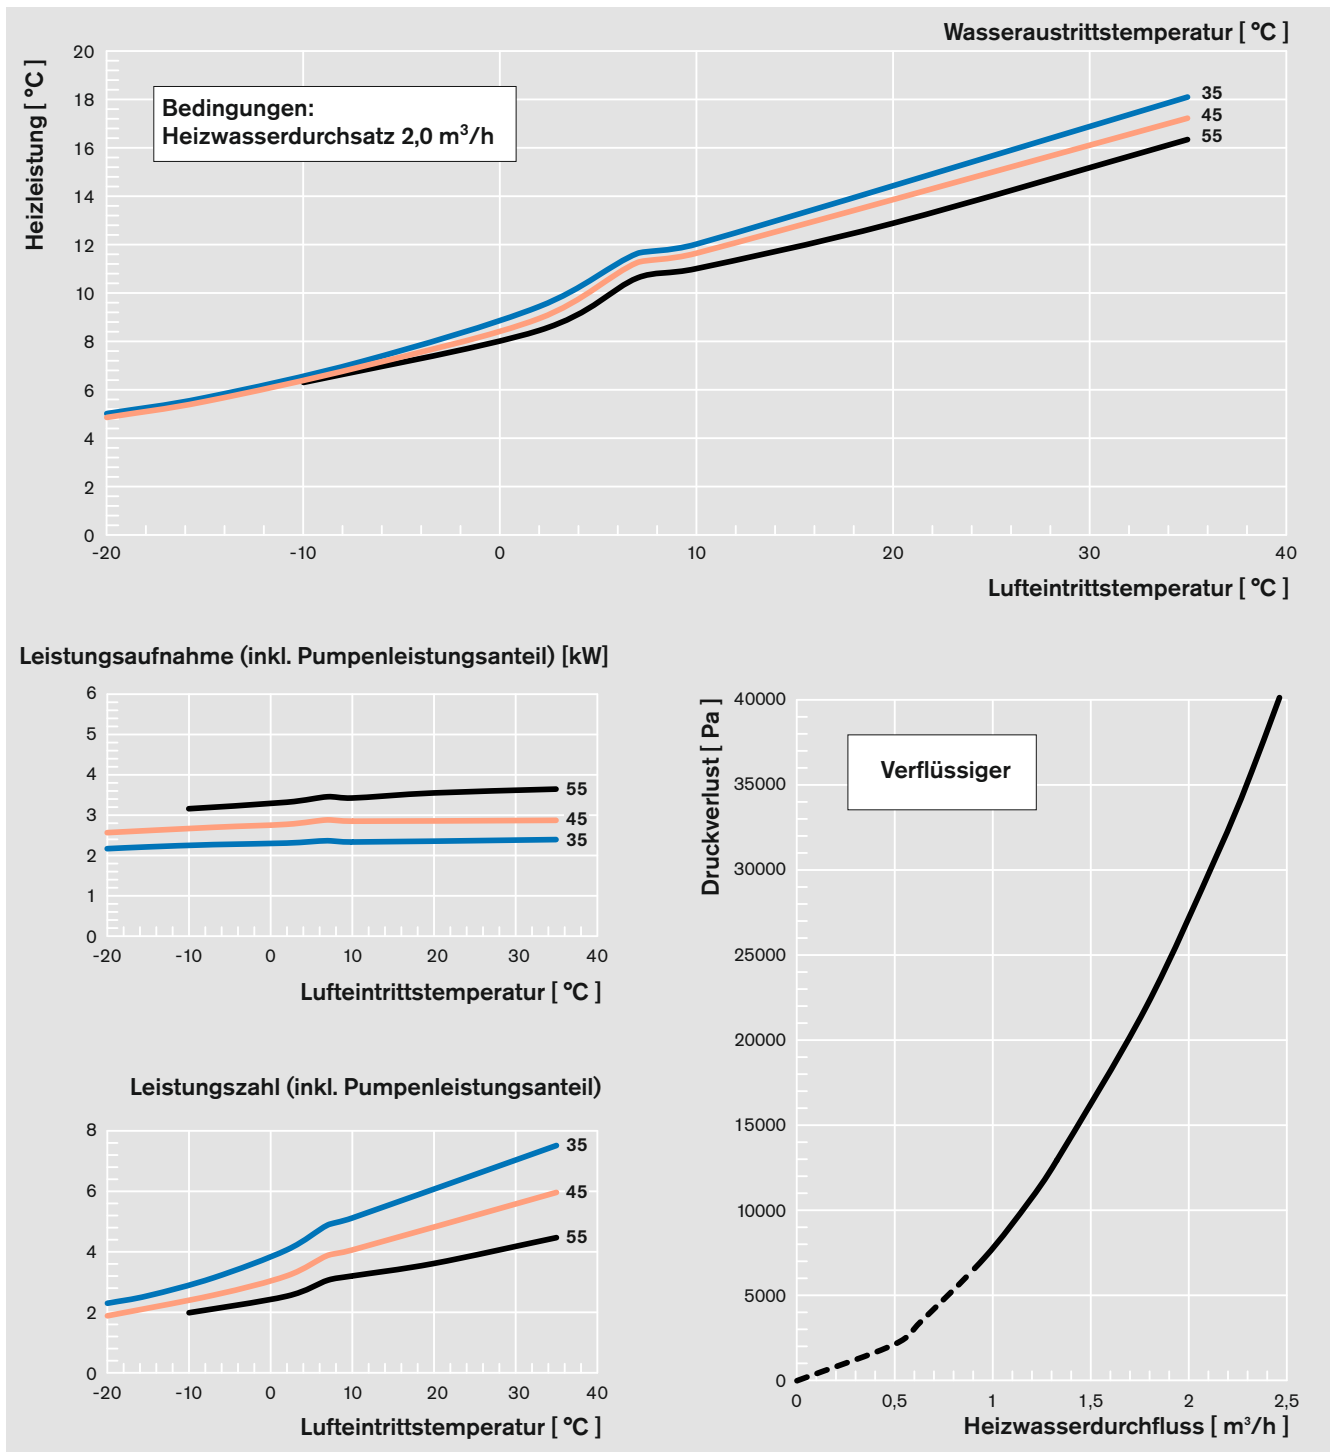 Wasseraustrittstemperatur [ °C ]
Heizleistung [ °C ]
20
18
16
14
12
10
8
6
4
2
0
Bedingungen:
Heizwasserdurchsatz 2,0 m³/h
35
45
55
-20 -10 0 10 20 30 40
Lufteintrittstemperatur [ °C ]
Leistungsaufnahme (inkl. Pumpenleistungsanteil) [kW]
6
5
4
3
2
1
0
55
45
35
-20 -10 0 10 20 30 40
Lufteintrittstemperatur [ °C ]
Leistungszahl (inkl. Pumpenleistungsanteil)
8
6
4
2
0
35
45
55
-20 -10 0 10 20 30 40
Lufteintrittstemperatur [ °C ]
Druckverlust [ Pa ]
40000
35000
30000
25000
20000
15000
10000
5000
0
Verflüssiger
0 0,5 1 1,5 2 2,5
Heizwasserdurchfluss [ m³/h ]